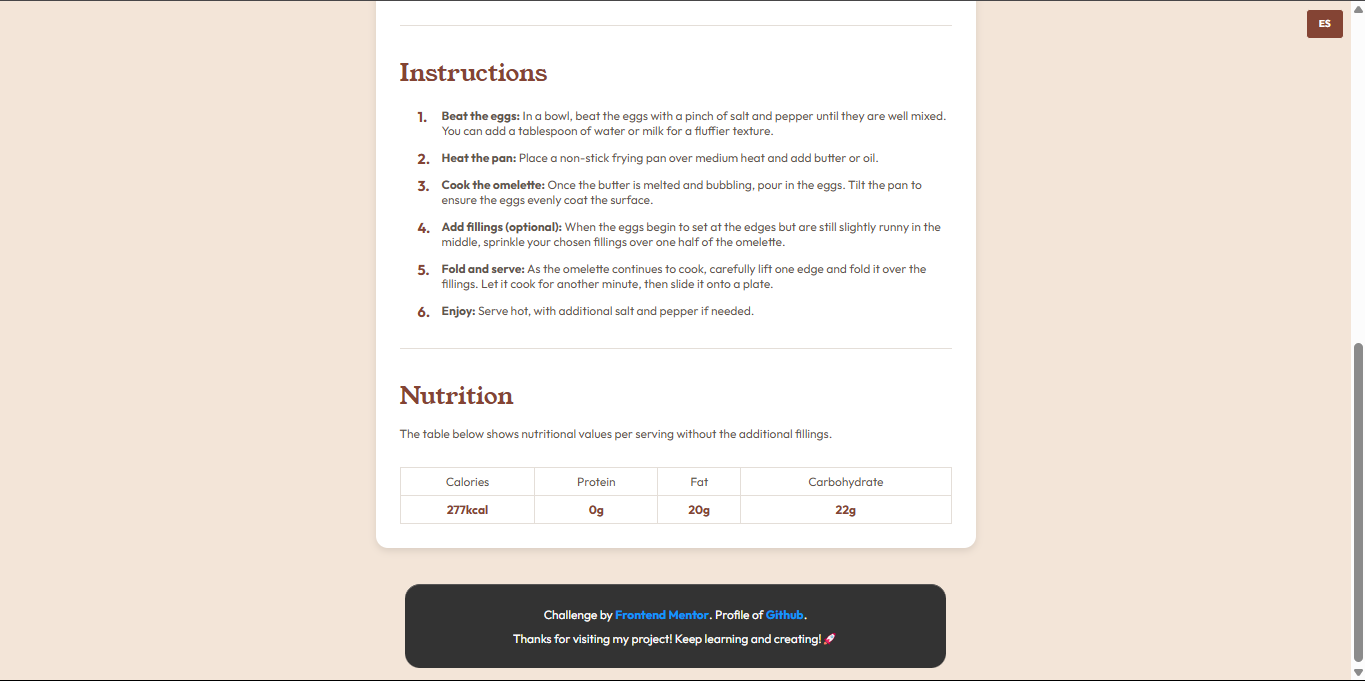 ES
Instructions
1. Beat the eggs: In a bowl, beat the eggs with a pinch of salt and pepper until they are well mixed.
You can add a tablespoon of water or milk for a fluffier texture.
2. Heat the pan: Place a non-stick frying pan over medium heat and add butter or oil.
3. Cook the omelette: Once the butter is melted and bubbling, pour in the eggs. Tilt the pan to
ensure the eggs evenly coat the surface.
4. Add fillings (optional): When the eggs begin to set at the edges but are still slightly runny in the
middle, sprinkle your chosen fillings over one half of the omelette.
5. Fold and serve: As the omelette continues to cook, carefully lift one edge and fold it over the
fillings. Let it cook for another minute, then slide it onto a plate.
6. Enjoy: Serve hot, with additional salt and pepper if needed.
Nutrition
The table below shows nutritional values per serving without the additional fillings.
Calories Protein Fat Carbohydrate
277kcal 0g 20g 22g
Challenge by Frontend Mentor. Profile of Github.
Thanks for visiting my project! Keep learning and creating! 🚀